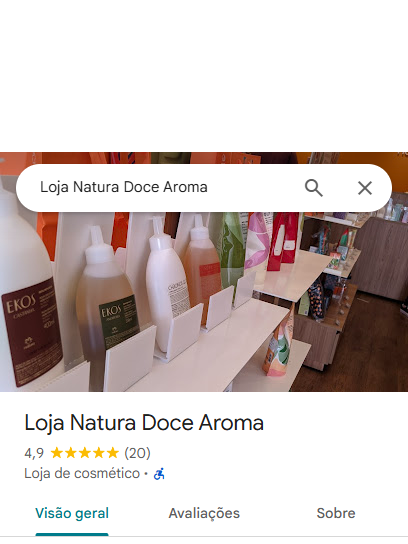 Loja Natura Doce Aroma
EKOS
EKOS
Loja Natura Doce Aroma
4,9 (20)
Loja de cosmético ·
Visão geral
Avaliações
Sobre